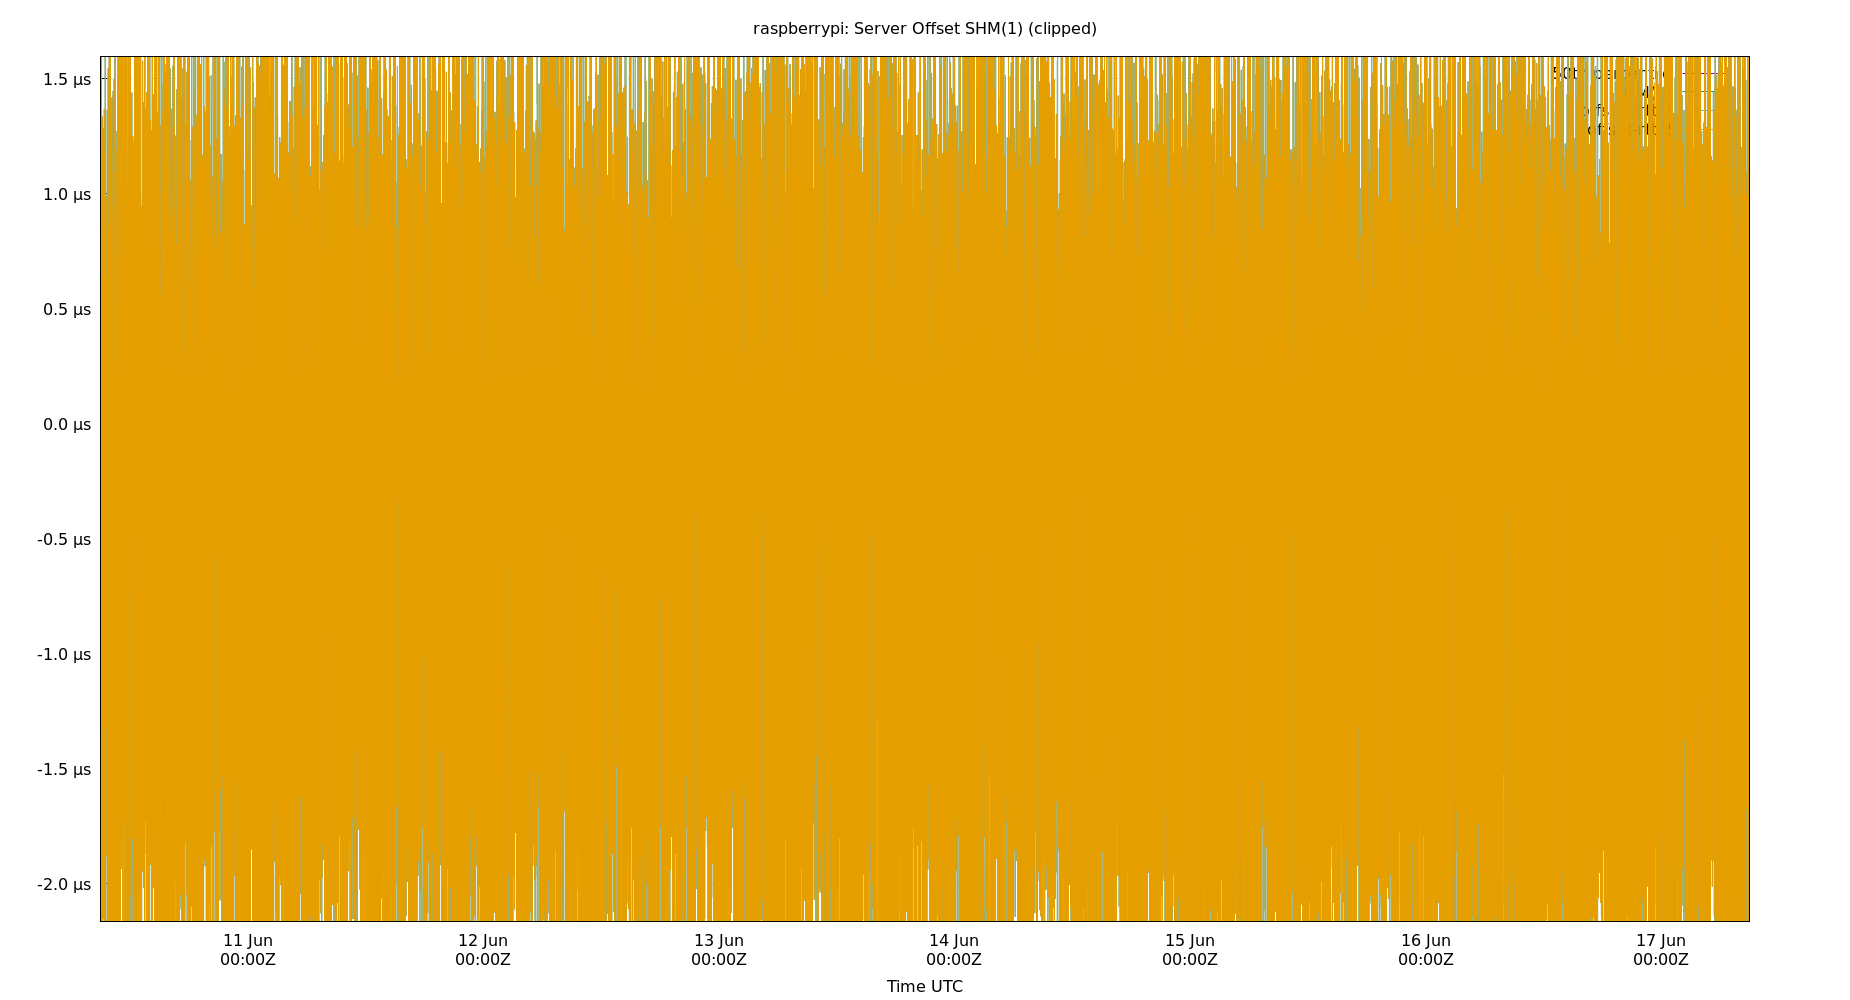 raspberrypi: Server Offset SHM(1) (clipped)
1.5 µs
1.0 µs
0.5 µs
0.0 µs
-0.5 µs
-1.0 µs
-1.5 µs
-2.0 µs
11 Jun 12 Jun 13 Jun 14 Jun 15 Jun 16 Jun 17 Jun
00:00Z 00:00Z 00:00Z 00:00Z 00:00Z 00:00Z 00:00Z
Time UTC